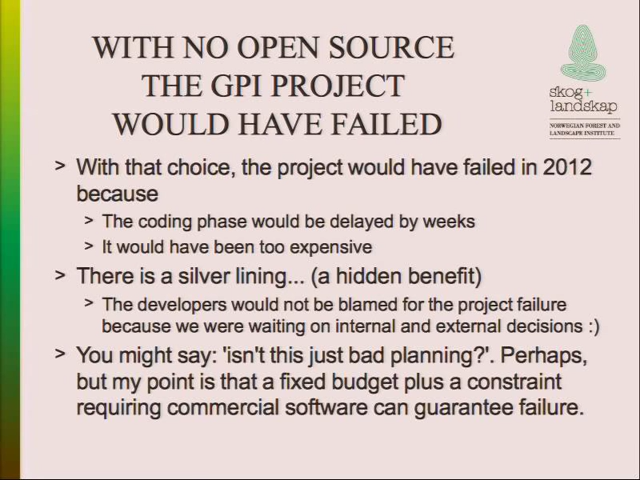 WITH NO OPEN SOURCE
THE GPI PROJECT
WOULD HAVE FAILED
skog+
landskap
NORWEGIAN FOREST AND
LANDSCAPE INSTITUTE
> With that choice, the project would have failed in 2012
because
> The coding phase would be delayed by weeks
> It would have been too expensive
> There is a silver lining... (a hidden benefit)
> The developers would not be blamed for the project failure
because we were waiting on internal and external decisions :)
> You might say: 'isn't this just bad planning?'. Perhaps,
but my point is that a fixed budget plus a constraint
requiring commercial software can guarantee failure.